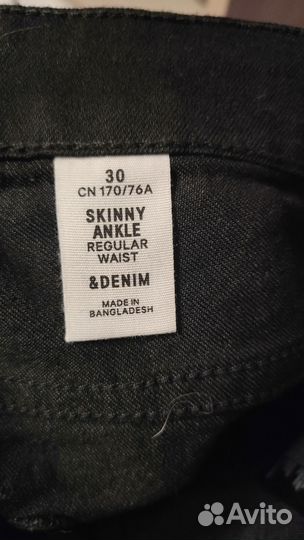 30
CN 170/76A
SKINNY
ANKLE
REGULAR
WAIST
&DENIM
MADE IN
BANGLADESH
Avito